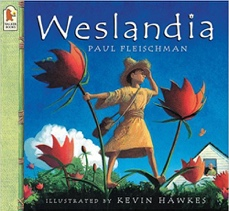 Weslandia
PAUL FLEISCHMAN
ILLUSTRATED BY KEVIN HAWKES